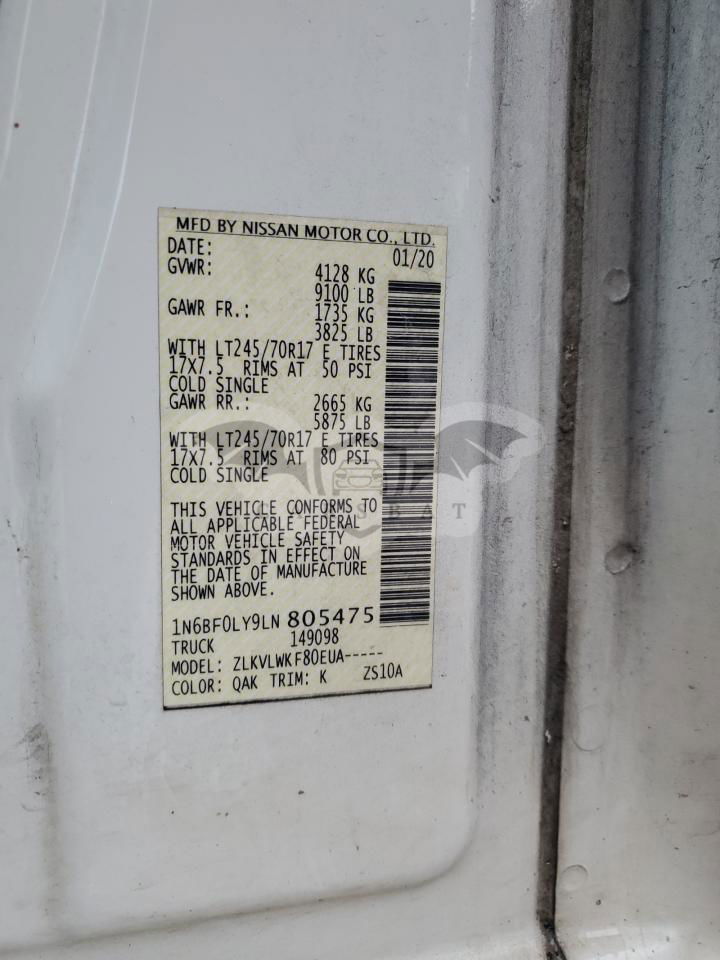 MFD BY NISSAN MOTOR CO., LTD.
DATE: 01/20
GVWR: 4128 KG
9100 LB
GAWR FR.: 1735 KG
3825 LB
WITH LT245/70R17 E TIRES
17X7.5 RIMS AT 50 PSI
COLD SINGLE
GAWR RR.: 2665 KG
5875 LB
WITH LT245/70R17 E TIRES
17X7.5 RIMS AT 80 PSI
COLD SINGLE
THIS VEHICLE CONFORMS TO
ALL APPLICABLE FEDERAL
MOTOR VEHICLE SAFETY
STANDARDS IN EFFECT ON
THE DATE OF MANUFACTURE
SHOWN ABOVE.
1N6BF0LY9LN 805475
TRUCK 149098
MODEL: ZLKVLWKF80EUA-----
COLOR: QAK TRIM: K ZS10A